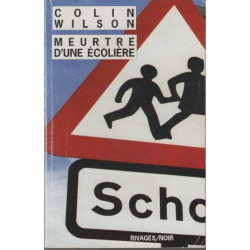 COLIN
WILSON
MEURTRE
D'UNE ÉCOLIÈRE
Scho
RIVAGES/NOIR